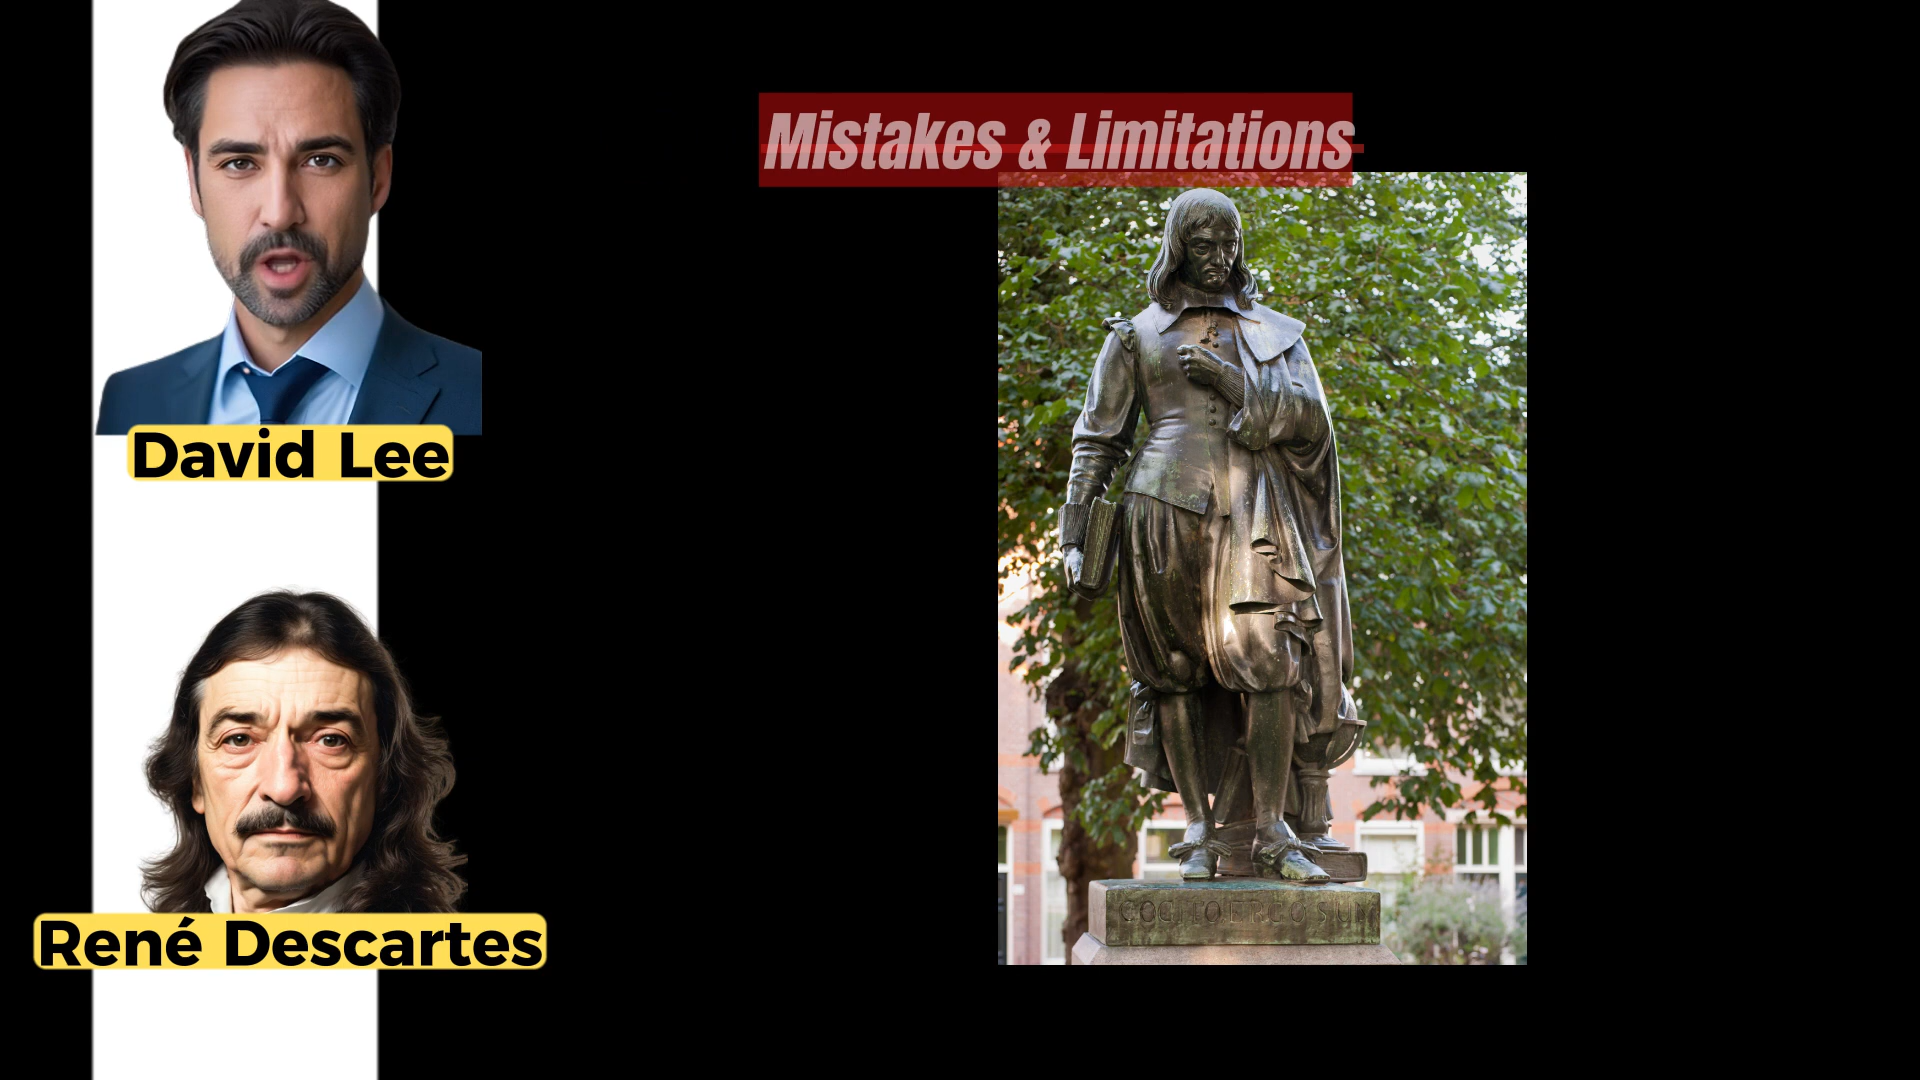 Mistakes & Limitations
David Lee
René Descartes
COGITO ERGO SUM